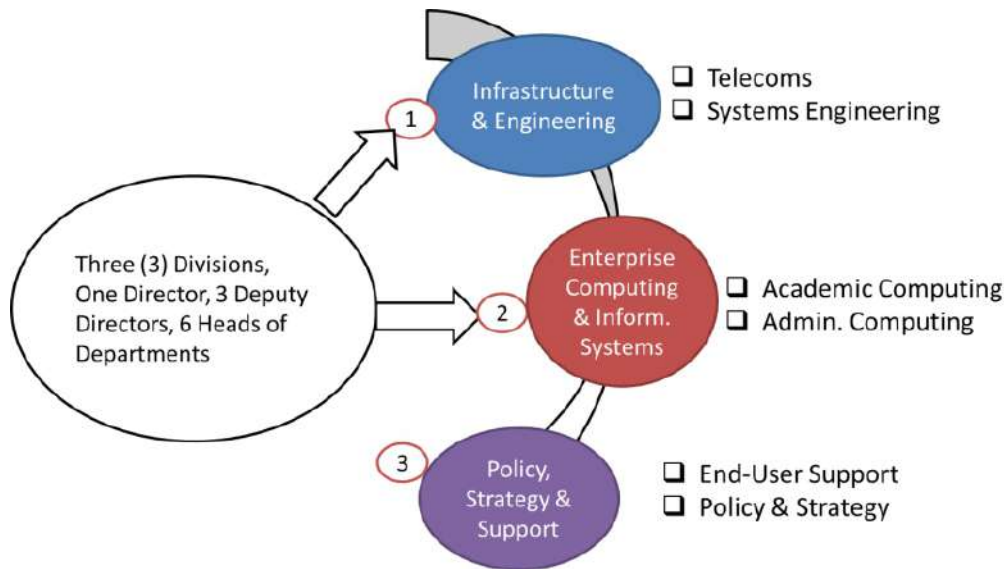 Three (3) Divisions,
One Director, 3 Deputy
Directors, 6 Heads of
Departments
1
Infrastructure
& Engineering
❑ Telecoms
❑ Systems Engineering
2
Enterprise
Computing
& Inform.
Systems
❑ Academic Computing
❑ Admin. Computing
3
Policy,
Strategy &
Support
❑ End-User Support
❑ Policy & Strategy